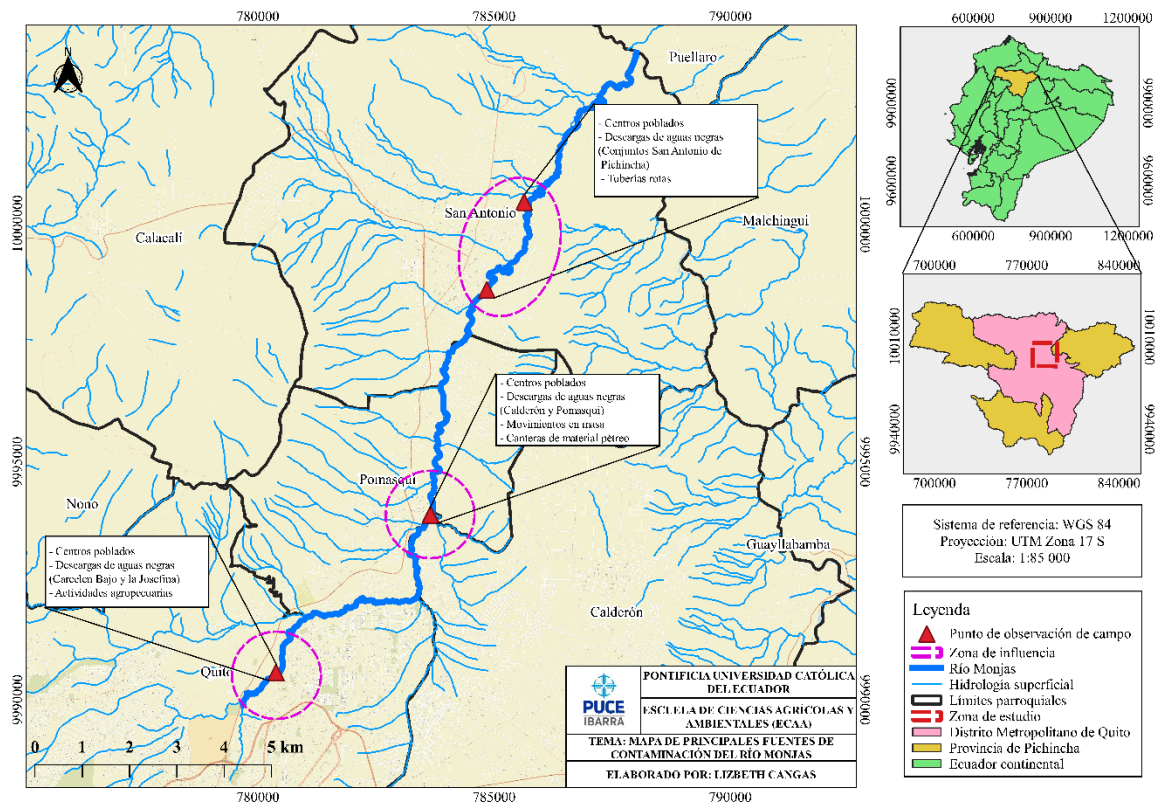 780000
785000
790000
N
Puellaro
- Centros poblados
- Descargas de aguas negras
(Conjuntos San Antonio de
Pichincha)
- Tuberías rotas
San Antonio
Calacalí
Malchingui
10000000
10000000
- Centros poblados
- Descargas de aguas negras
(Calderón y Pomasquí)
- Movimientos en masa
- Canteras de material pétreo
9995000
9995000
Pomasquí
Nono
Guayllabamba
- Centros poblados
- Descargas de aguas negras
(Carcelen Bajo y la Josefina)
- Actividades agropecuarias
Calderón
Quito
9990000
9990000
0 1 2 3 4 5 km
780000
785000
790000
PUCE
IBARRA
PONTIFICIA UNIVERSIDAD CATÓLICA
DEL ECUADOR
ESCUELA DE CIENCIAS AGRÍCOLAS Y
AMBIENTALES (ECAA)
TEMA: MAPA DE PRINCIPALES FUENTES DE
CONTAMINACIÓN DEL RÍO MONJAS
ELABORADO POR: LIZBETH CANGAS
600000 900000 1200000
9900000
9900000
9600000
9600000
600000 900000 1200000
700000 770000 840000
10010000
10010000
9940000
9940000
700000 770000 840000
Sistema de referencia: WGS 84
Proyección: UTM Zona 17 S
Escala: 1:85 000
Leyenda
Punto de observación de campo
Zona de influencia
Río Monjas
Hidrología superficial
Límites parroquiales
Zona de estudio
Distrito Metropolitano de Quito
Provincia de Pichincha
Ecuador continental